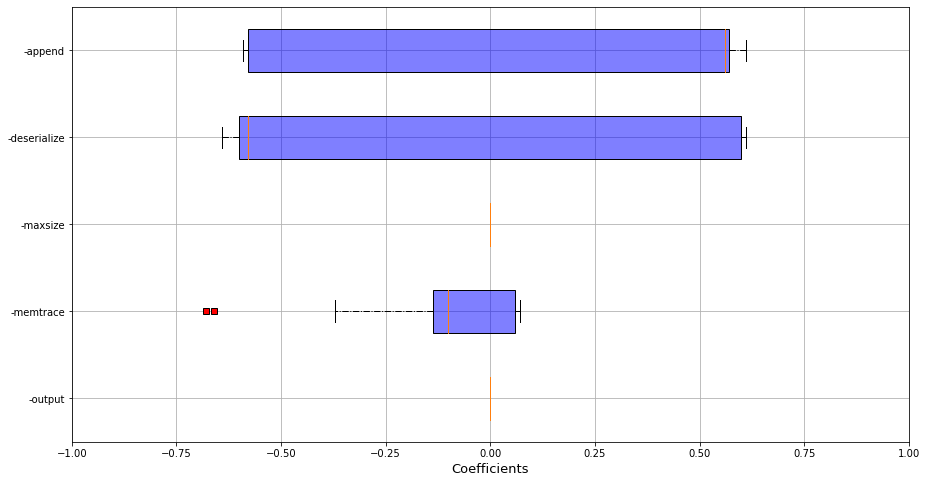 -append
-deserialize
-maxsize
-memtrace
-output
−1.00 −0.75 −0.50 −0.25 0.00 0.25 0.50 0.75 1.00
Coefficients